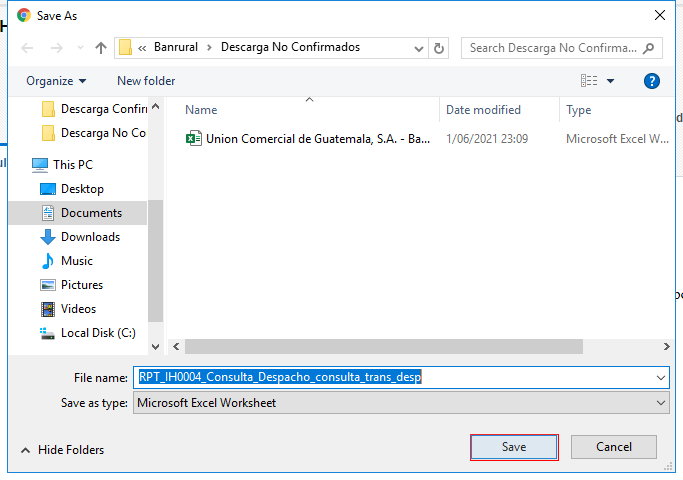 Save As
« Banrural › Descarga No Confirmados
Search Descarga No Confirma...
Organize
New folder
Name
Date modified
Type
Descarga Confirr
Descarga No Co
Union Comercial de Guatemala, S.A. - Ba...
1/06/2021 23:09
Microsoft Excel W...
This PC
Desktop
Documents
Downloads
Music
Pictures
Videos
Local Disk (C:)
File name:
RPT_IH0004_Consulta_Despacho_consulta_trans_desp
Save as type:
Microsoft Excel Worksheet
Hide Folders
Save
Cancel